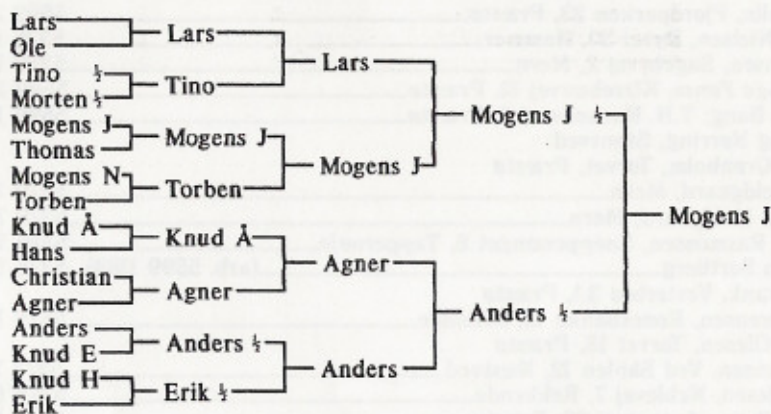 Lars
Ole
Tino ½
Morten ½
Mogens J
Thomas
Mogens N
Torben
Knud Å
Hans
Christian
Agner
Anders
Knud E
Knud H
Erik
Lars
Tino
Mogens J
Torben
Knud Å
Agner
Anders ½
Erik ½
Lars
Mogens J
Agner
Anders
Mogens J ½
Anders ½
Mogens J